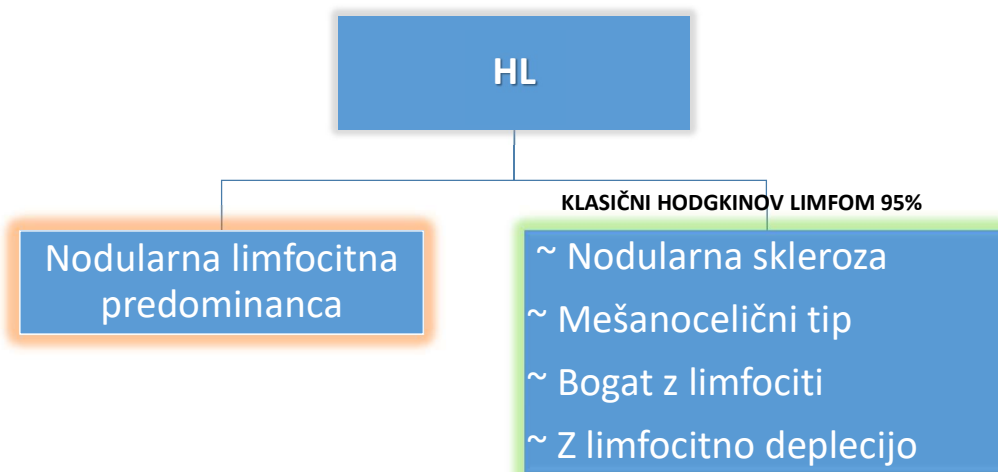 HL
KLASIČNI HODGKINOV LIMFOM 95%
Nodularna limfocitna
predominanca
~ Nodularna skleroza
~ Mešanocelični tip
~ Bogat z limfociti
~ Z limfocitno deplecijo